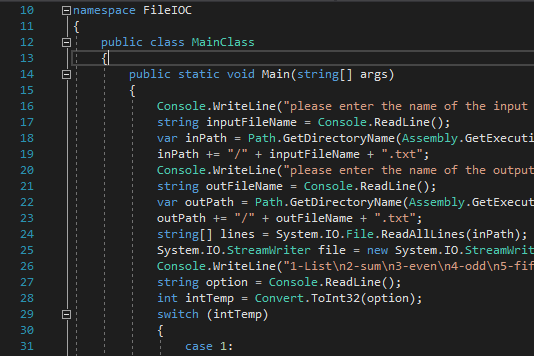 10 namespace FileIOC
11 {
12 public class MainClass
13 {
14 public static void Main(string[] args)
15 {
16 Console.WriteLine("please enter the name of the input
17 string inputFileName = Console.ReadLine();
18 var inPath = Path.GetDirectoryName(Assembly.GetExecuti
19 inPath += "/" + inputFileName + ".txt";
20 Console.WriteLine("please enter the name of the output
21 string outFileName = Console.ReadLine();
22 var outPath = Path.GetDirectoryName(Assembly.GetExecut
23 outPath += "/" + outFileName + ".txt";
24 string[] lines = System.IO.File.ReadAllLines(inPath);
25 System.IO.StreamWriter file = new System.IO.StreamWrit
26 Console.WriteLine("1-List\n2-sum\n3-even\n4-odd\n5-fif
27 string option = Console.ReadLine();
28 int intTemp = Convert.ToInt32(option);
29 switch (intTemp)
30 {
31 case 1: